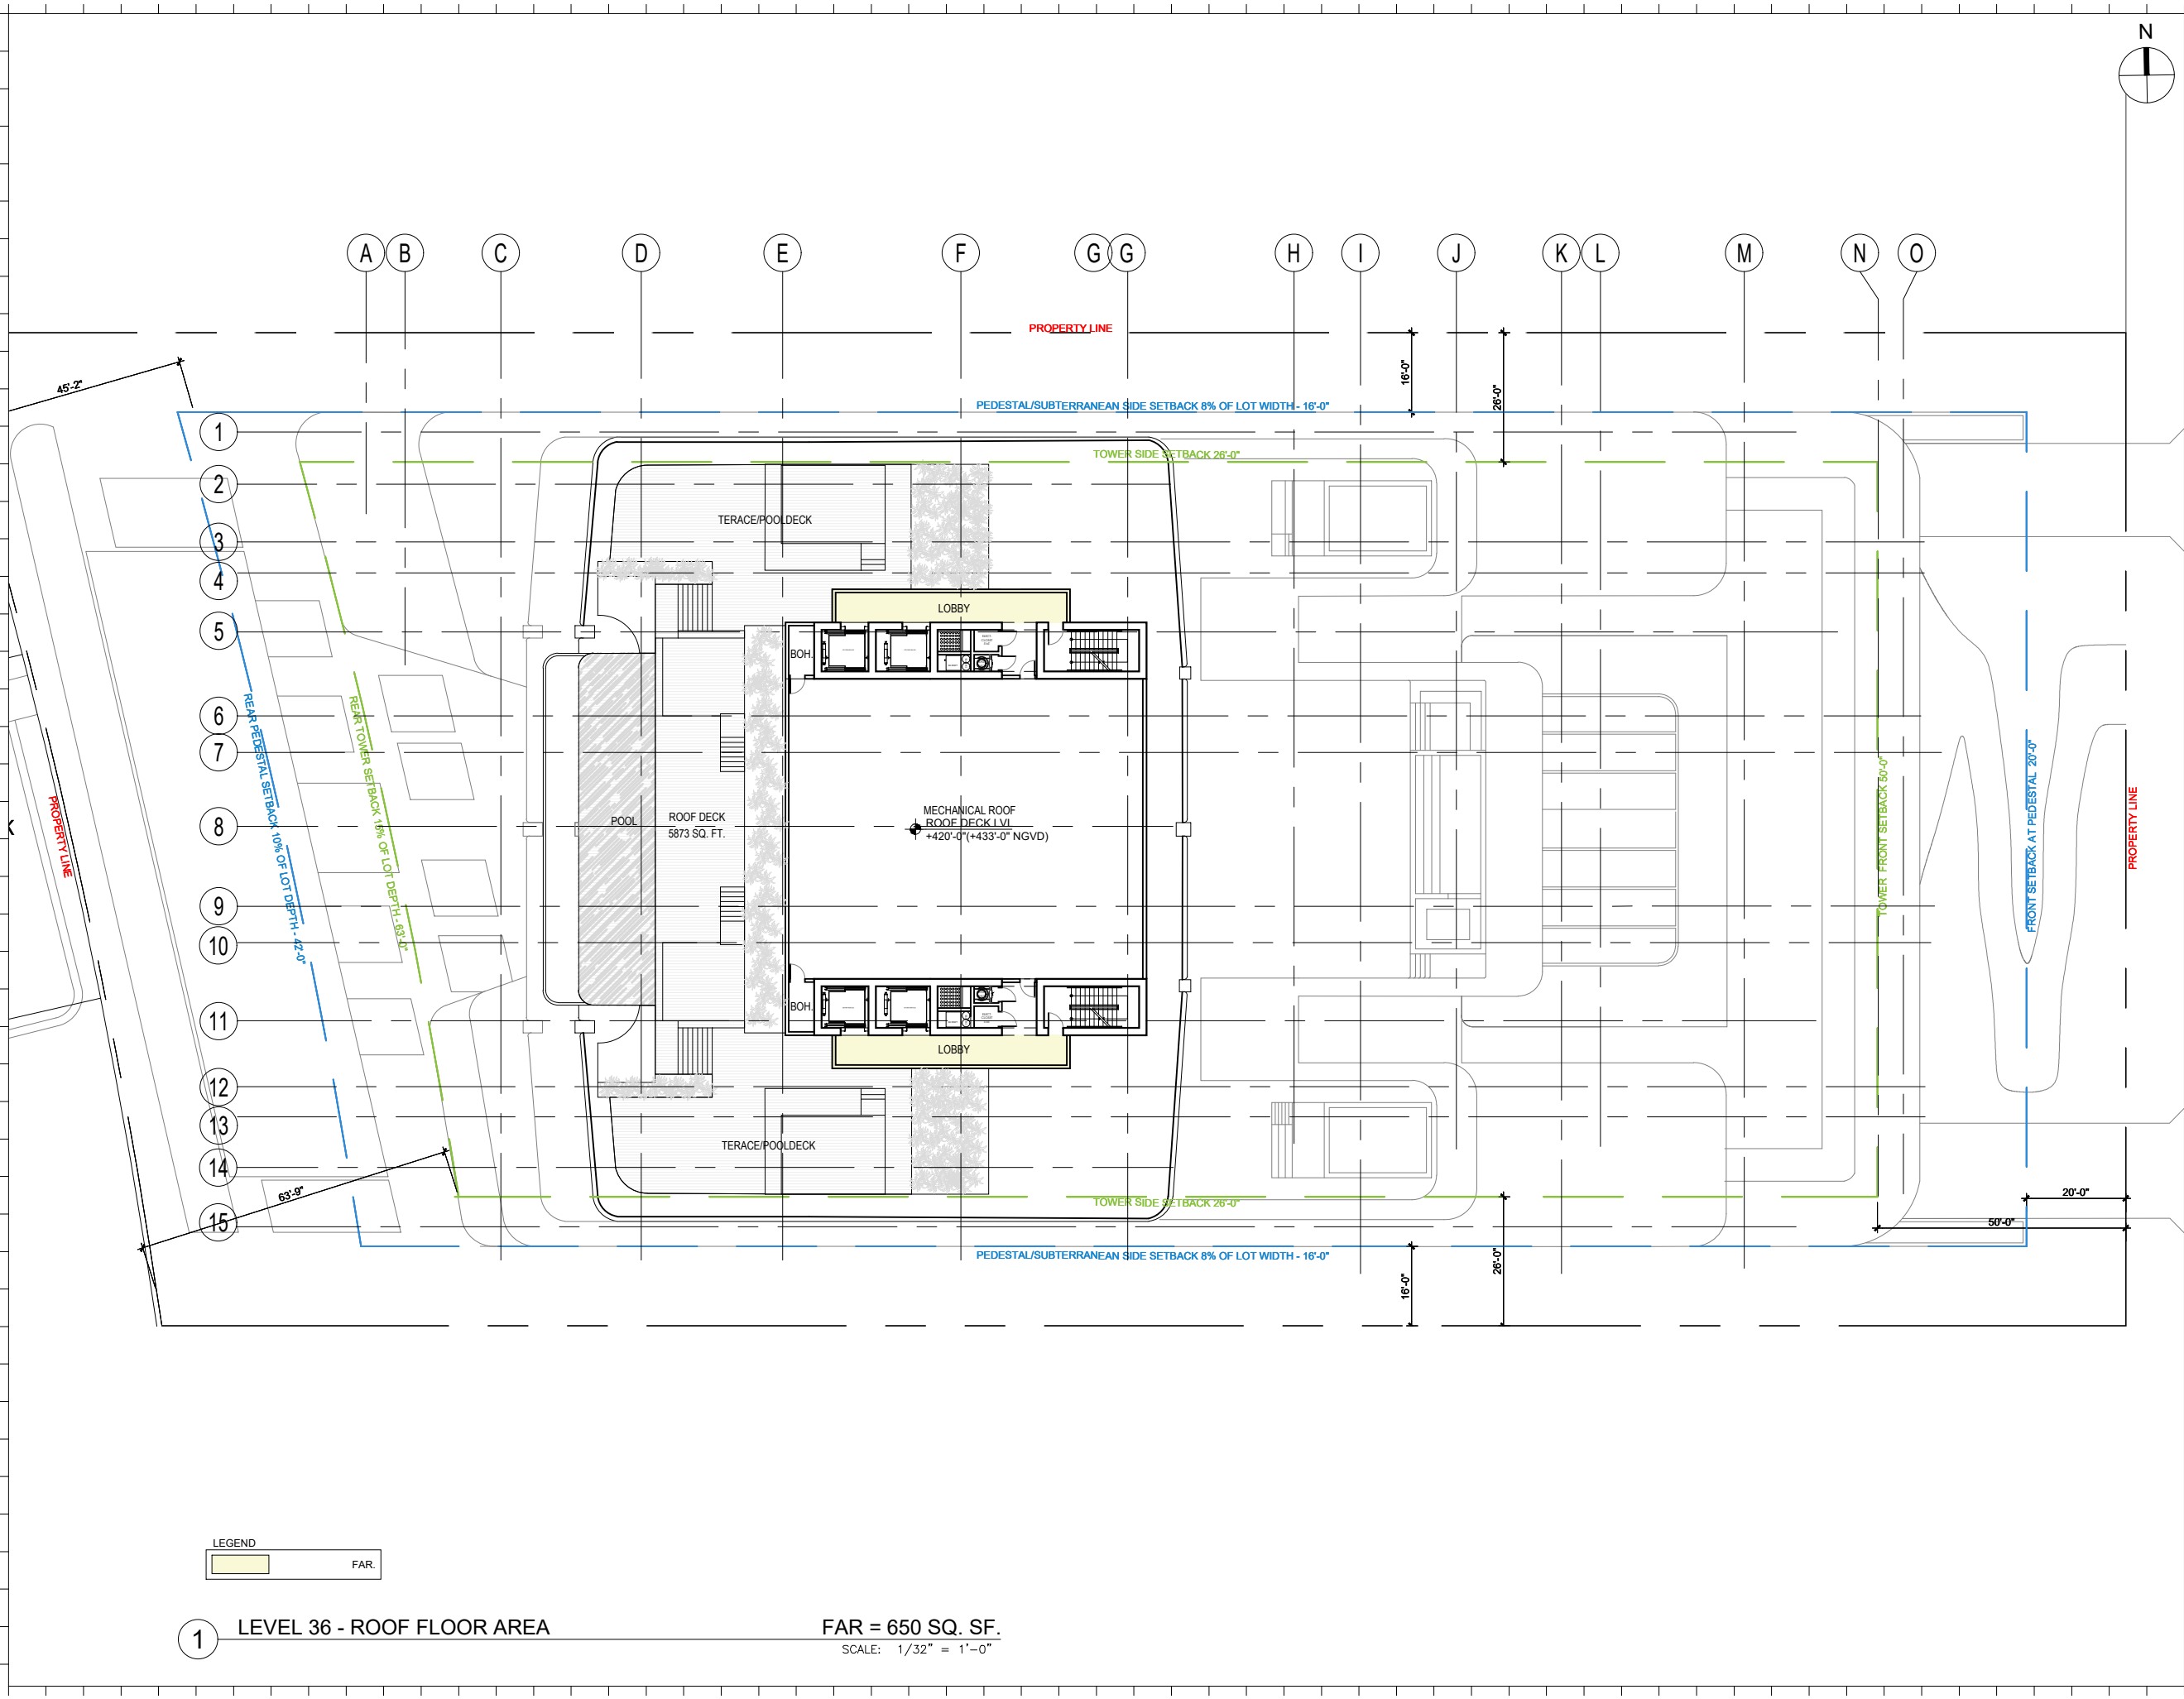 N
A
B
C
D
E
F
G
G
H
I
J
K
L
M
N
O
PROPERTY LINE
45'-2"
16'-0"
26'-0"
PEDESTAL/SUBTERRANEAN SIDE SETBACK 8% OF LOT WIDTH - 16'-0"
1
TOWER SIDE SETBACK 26'-0"
2
TERACE/POOLDECK
3
4
LOBBY
5
BOH.
6
7
REAR PEDESTAL SETBACK 10% OF LOT DEPTH - 42'-0"
REAR TOWER SETBACK 15% OF LOT DEPTH - 63'-0"
PROPERTY LINE
K
8
POOL
ROOF DECK
5873 SQ. FT.
MECHANICAL ROOF
ROOF DECK LVL
+420'-0"(+433'-0" NGVD)
TOWER FRONT SETBACK 50'-0"
FRONT SETBACK AT PEDESTAL 20'-0"
PROPERTY LINE
9
10
BOH.
11
LOBBY
12
13
TERACE/POOLDECK
14
63'-9"
TOWER SIDE SETBACK 26'-0"
20'-0"
15
50'-0"
PEDESTAL/SUBTERRANEAN SIDE SETBACK 8% OF LOT WIDTH - 16'-0"
16'-0"
26'-0"
LEGEND
FAR.
1
LEVEL 36 - ROOF FLOOR AREA
FAR = 650 SQ. SF.
SCALE: 1/32" = 1'-0"